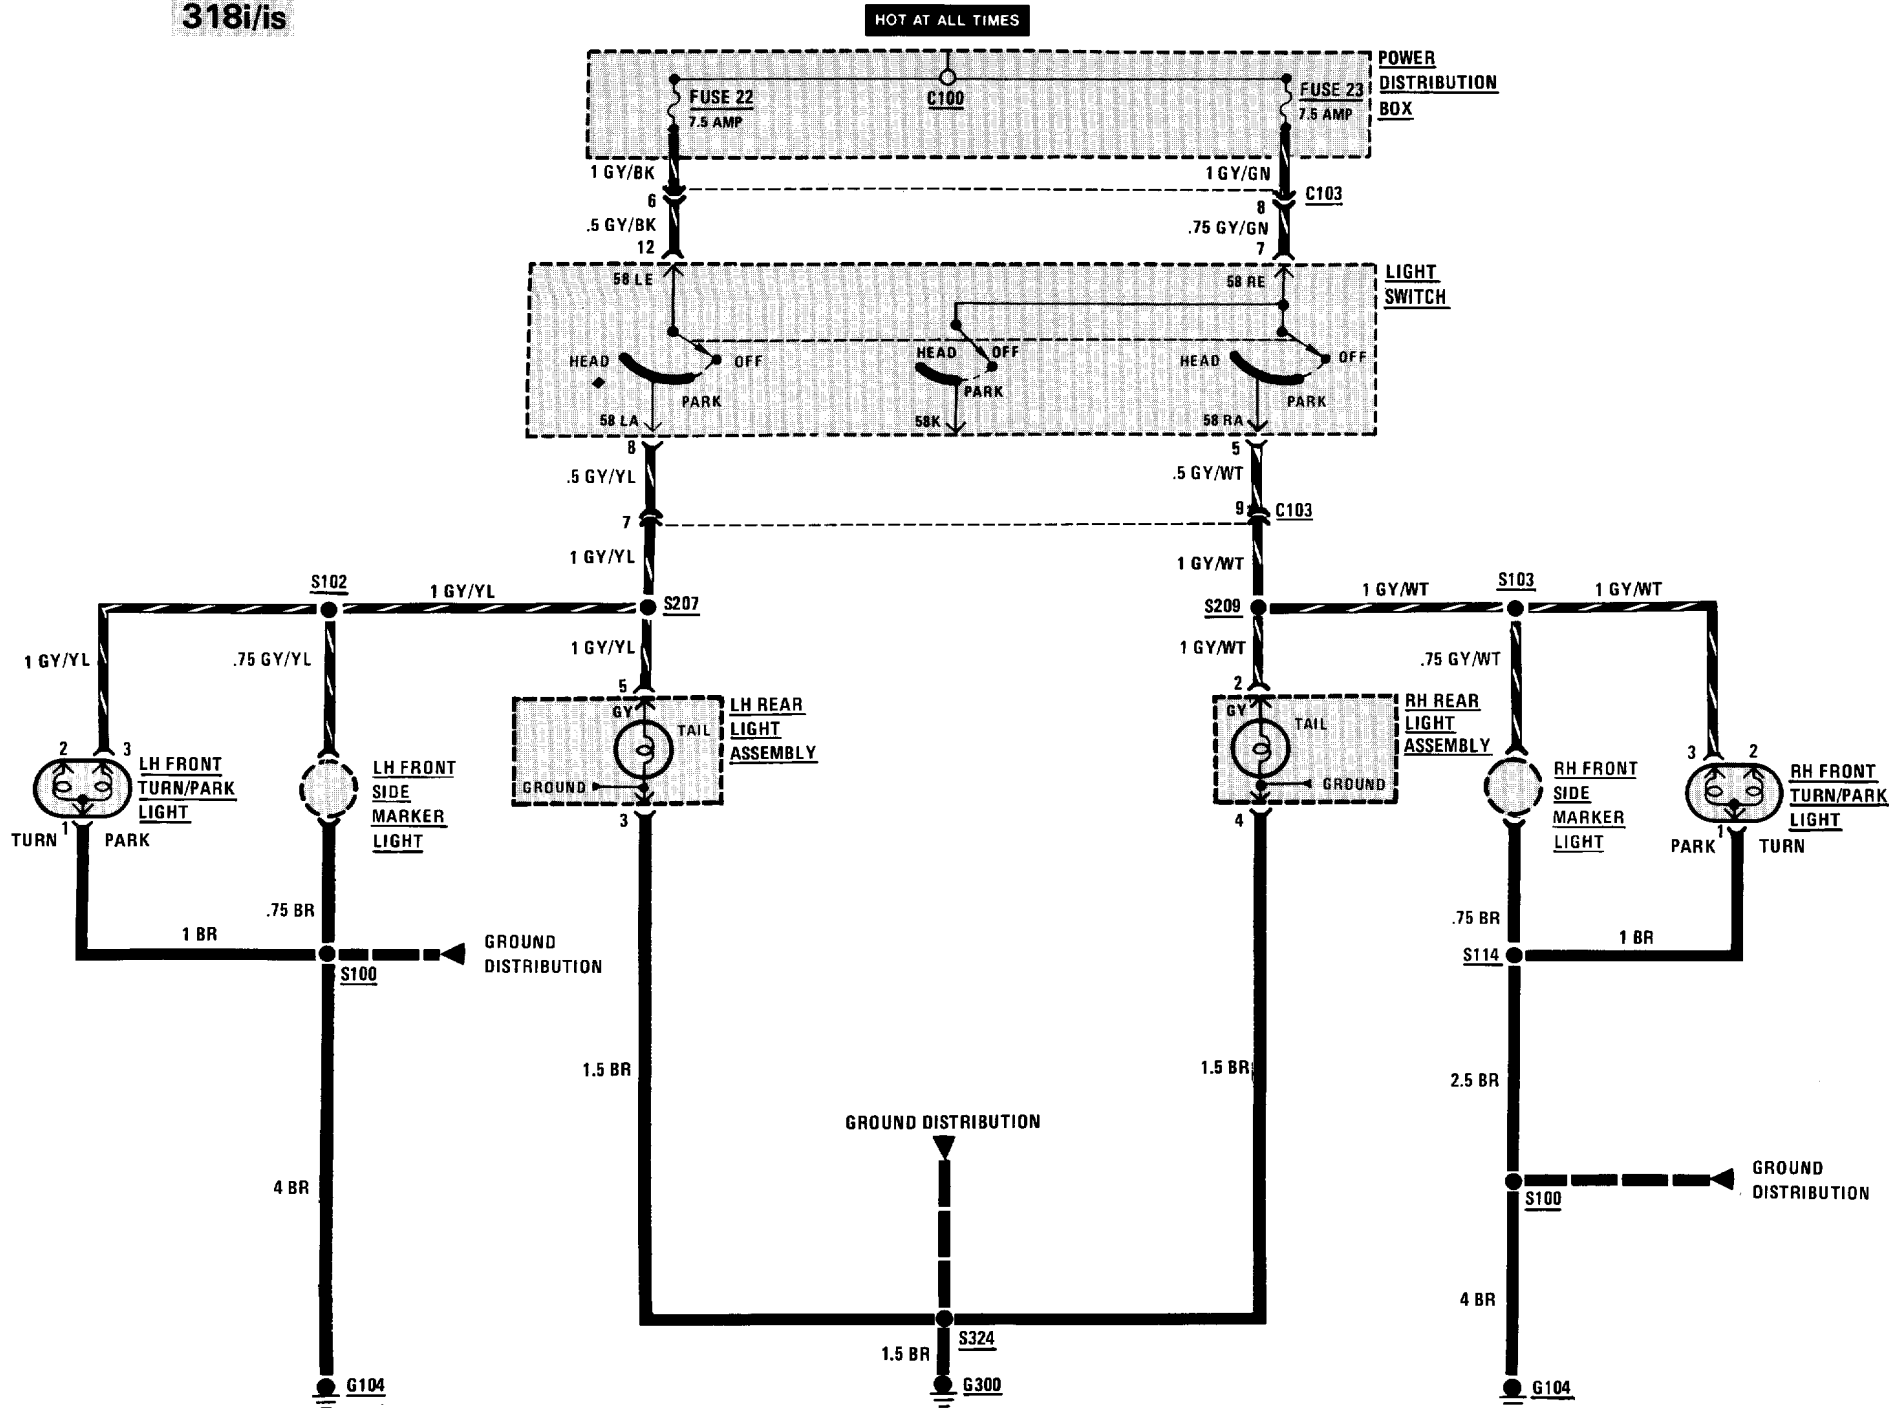 318i/is
HOT AT ALL TIMES
POWER
DISTRIBUTION
BOX
FUSE 22
7.5 AMP
C100
FUSE 23
7.5 AMP
1 GY/BK
1 GY/GN
6
8
C103
.5 GY/BK
.75 GY/GN
12
7
LIGHT
SWITCH
58 LE
58 RE
HEAD
OFF
PARK
HEAD
OFF
PARK
HEAD
OFF
PARK
58 LA
58K
58 RA
8
5
.5 GY/YL
.5 GY/WT
7
9
C103
1 GY/YL
1 GY/WT
S102
1 GY/YL
S207
S209
1 GY/WT
S103
1 GY/WT
1 GY/YL
.75 GY/YL
1 GY/YL
1 GY/WT
.75 GY/WT
5
2
GY
TAIL
GROUND
LH REAR
LIGHT
ASSEMBLY
GY
TAIL
GROUND
RH REAR
LIGHT
ASSEMBLY
2
3
LH FRONT
TURN/PARK
LIGHT
TURN
1
PARK
LH FRONT
SIDE
MARKER
LIGHT
3
4
RH FRONT
SIDE
MARKER
LIGHT
3
2
RH FRONT
TURN/PARK
LIGHT
PARK
1
TURN
.75 BR
1 BR
GROUND
DISTRIBUTION
S100
.75 BR
1 BR
S114
1.5 BR
1.5 BR
2.5 BR
GROUND DISTRIBUTION
4 BR
GROUND
DISTRIBUTION
S100
4 BR
S324
1.5 BR
G104
G300
G104